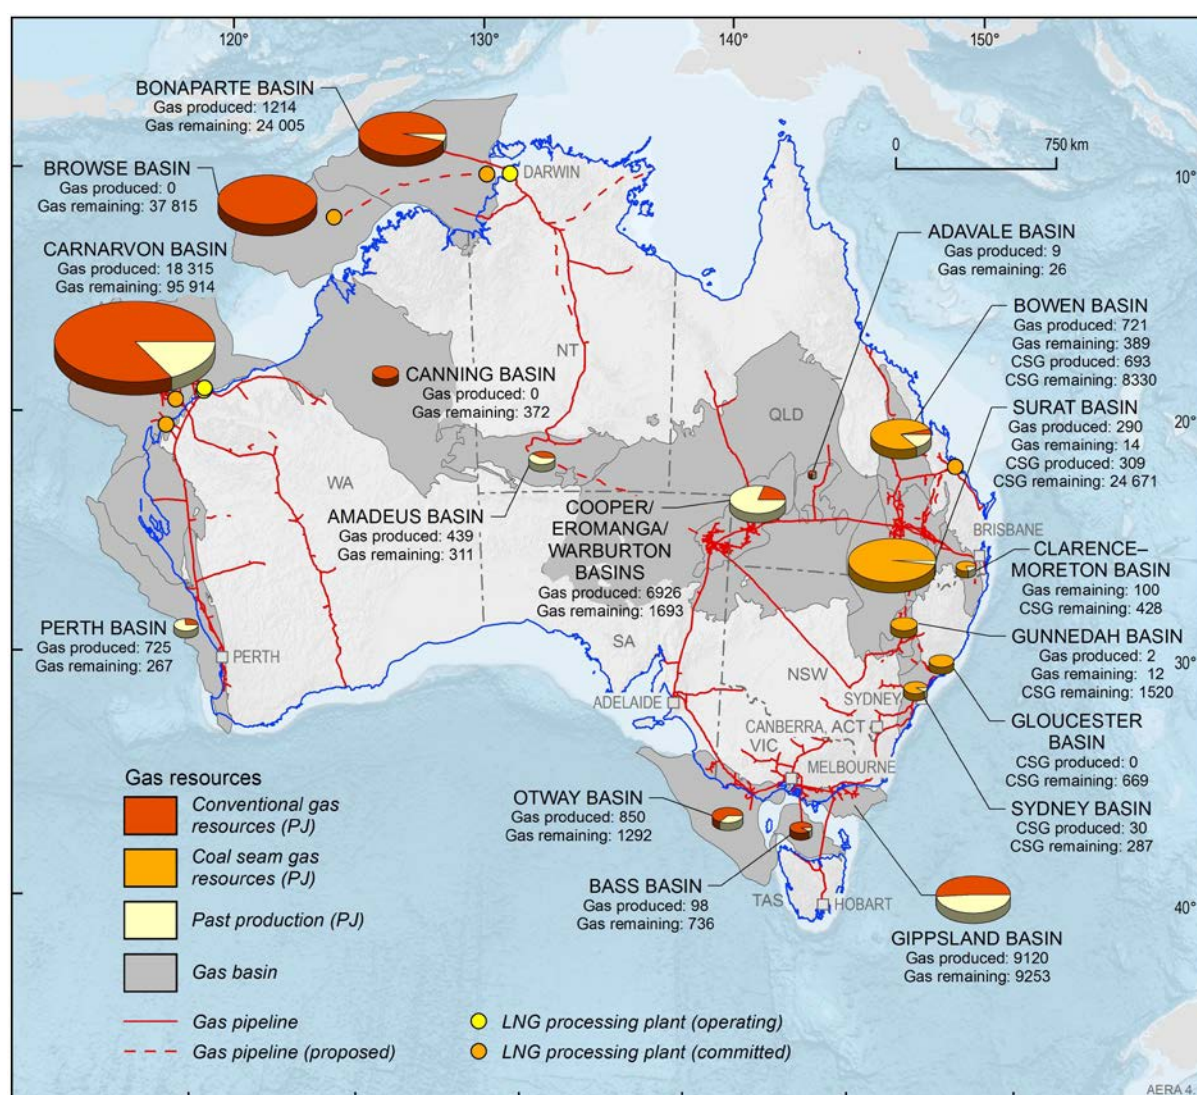 120°
130°
140°
150°
BONAPARTE BASIN
Gas produced: 1214
Gas remaining: 24 005
BROWSE BASIN
Gas produced: 0
Gas remaining: 37 815
CARNARVON BASIN
Gas produced: 18 315
Gas remaining: 95 914
DARWIN
0
750 km
10°
ADAVALE BASIN
Gas produced: 9
Gas remaining: 26
BOWEN BASIN
Gas produced: 721
Gas remaining: 389
CSG produced: 693
CSG remaining: 8330
SURAT BASIN
Gas produced: 290
Gas remaining: 14
CSG produced: 309
CSG remaining: 24 671
20°
NT
CANNING BASIN
Gas produced: 0
Gas remaining: 372
QLD
WA
AMADEUS BASIN
Gas produced: 439
Gas remaining: 311
COOPER/
EROMANGA/
WARBURTON
BASINS
Gas produced: 6926
Gas remaining: 1693
BRISBANE
CLARENCE–
MORETON BASIN
Gas remaining: 100
CSG remaining: 428
GUNNEDAH BASIN
Gas produced: 2
Gas remaining: 12
CSG remaining: 1520
30°
PERTH BASIN
Gas produced: 725
Gas remaining: 267
PERTH
SA
NSW
ADELAIDE
SYDNEY
CANBERRA, ACT
VIC
MELBOURNE
GLOUCESTER
BASIN
CSG produced: 0
CSG remaining: 669
SYDNEY BASIN
CSG produced: 30
CSG remaining: 287
OTWAY BASIN
Gas produced: 850
Gas remaining: 1292
BASS BASIN
Gas produced: 98
Gas remaining: 736
TAS
HOBART
40°
GIPPSLAND BASIN
Gas produced: 9120
Gas remaining: 9253
Gas resources
Conventional gas
resources (PJ)
Coal seam gas
resources (PJ)
Past production (PJ)
Gas basin
Gas pipeline
Gas pipeline (proposed)
LNG processing plant (operating)
LNG processing plant (committed)
AERA 4.